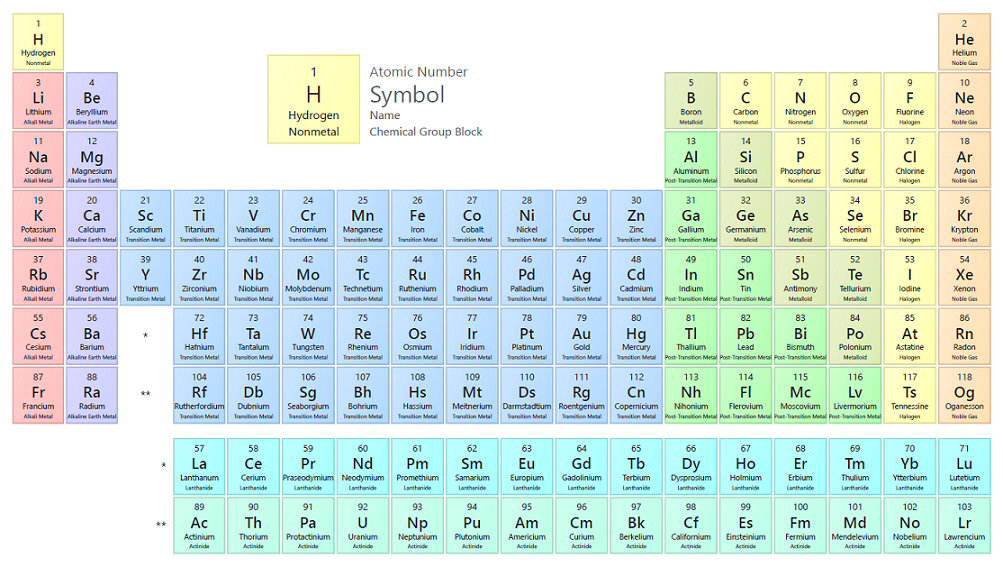 1
H
Hydrogen
Nonmetal
2
He
Helium
Noble Gas
1
H
Hydrogen
Nonmetal
Atomic Number
Symbol
Name
Chemical Group Block
3
Li
Lithium
Alkali Metal
4
Be
Beryllium
Alkaline Earth Metal
5
B
Boron
Metalloid
6
C
Carbon
Nonmetal
7
N
Nitrogen
Nonmetal
8
O
Oxygen
Nonmetal
9
F
Fluorine
Halogen
10
Ne
Neon
Noble Gas
11
Na
Sodium
Alkali Metal
12
Mg
Magnesium
Alkaline Earth Metal
13
Al
Aluminum
Post-Transition Metal
14
Si
Silicon
Metalloid
15
P
Phosphorus
Nonmetal
16
S
Sulfur
Nonmetal
17
Cl
Chlorine
Halogen
18
Ar
Argon
Noble Gas
19
K
Potassium
Alkali Metal
20
Ca
Calcium
Alkaline Earth Metal
21
Sc
Scandium
Transition Metal
22
Ti
Titanium
Transition Metal
23
V
Vanadium
Transition Metal
24
Cr
Chromium
Transition Metal
25
Mn
Manganese
Transition Metal
26
Fe
Iron
Transition Metal
27
Co
Cobalt
Transition Metal
28
Ni
Nickel
Transition Metal
29
Cu
Copper
Transition Metal
30
Zn
Zinc
Transition Metal
31
Ga
Gallium
Post-Transition Metal
32
Ge
Germanium
Metalloid
33
As
Arsenic
Metalloid
34
Se
Selenium
Nonmetal
35
Br
Bromine
Halogen
36
Kr
Krypton
Noble Gas
37
Rb
Rubidium
Alkali Metal
38
Sr
Strontium
Alkaline Earth Metal
39
Y
Yttrium
Transition Metal
40
Zr
Zirconium
Transition Metal
41
Nb
Niobium
Transition Metal
42
Mo
Molybdenum
Transition Metal
43
Tc
Technetium
Transition Metal
44
Ru
Ruthenium
Transition Metal
45
Rh
Rhodium
Transition Metal
46
Pd
Palladium
Transition Metal
47
Ag
Silver
Transition Metal
48
Cd
Cadmium
Transition Metal
49
In
Indium
Post-Transition Metal
50
Sn
Tin
Post-Transition Metal
51
Sb
Antimony
Metalloid
52
Te
Tellurium
Metalloid
53
I
Iodine
Halogen
54
Xe
Xenon
Noble Gas
55
Cs
Cesium
Alkali Metal
56
Ba
Barium
Alkaline Earth Metal
*
72
Hf
Hafnium
Transition Metal
73
Ta
Tantalum
Transition Metal
74
W
Tungsten
Transition Metal
75
Re
Rhenium
Transition Metal
76
Os
Osmium
Transition Metal
77
Ir
Iridium
Transition Metal
78
Pt
Platinum
Transition Metal
79
Au
Gold
Transition Metal
80
Hg
Mercury
Transition Metal
81
Tl
Thallium
Post-Transition Metal
82
Pb
Lead
Post-Transition Metal
83
Bi
Bismuth
Post-Transition Metal
84
Po
Polonium
Metalloid
85
At
Astatine
Halogen
86
Rn
Radon
Noble Gas
87
Fr
Francium
Alkali Metal
88
Ra
Radium
Alkaline Earth Metal
**
104
Rf
Rutherfordium
Transition Metal
105
Db
Dubnium
Transition Metal
106
Sg
Seaborgium
Transition Metal
107
Bh
Bohrium
Transition Metal
108
Hs
Hassium
Transition Metal
109
Mt
Meitnerium
Transition Metal
110
Ds
Darmstadtium
Transition Metal
111
Rg
Roentgenium
Transition Metal
112
Cn
Copernicium
Transition Metal
113
Nh
Nihonium
Post-Transition Metal
114
Fl
Flerovium
Post-Transition Metal
115
Mc
Moscovium
Post-Transition Metal
116
Lv
Livermorium
Post-Transition Metal
117
Ts
Tennessine
Halogen
118
Og
Oganesson
Noble Gas
*
57
La
Lanthanum
Lanthanide
58
Ce
Cerium
Lanthanide
59
Pr
Praseodymium
Lanthanide
60
Nd
Neodymium
Lanthanide
61
Pm
Promethium
Lanthanide
62
Sm
Samarium
Lanthanide
63
Eu
Europium
Lanthanide
64
Gd
Gadolinium
Lanthanide
65
Tb
Terbium
Lanthanide
66
Dy
Dysprosium
Lanthanide
67
Ho
Holmium
Lanthanide
68
Er
Erbium
Lanthanide
69
Tm
Thulium
Lanthanide
70
Yb
Ytterbium
Lanthanide
71
Lu
Lutetium
Lanthanide
**
89
Ac
Actinium
Actinide
90
Th
Thorium
Actinide
91
Pa
Protactinium
Actinide
92
U
Uranium
Actinide
93
Np
Neptunium
Actinide
94
Pu
Plutonium
Actinide
95
Am
Americium
Actinide
96
Cm
Curium
Actinide
97
Bk
Berkelium
Actinide
98
Cf
Californium
Actinide
99
Es
Einsteinium
Actinide
100
Fm
Fermium
Actinide
101
Md
Mendelevium
Actinide
102
No
Nobelium
Actinide
103
Lr
Lawrencium
Actinide